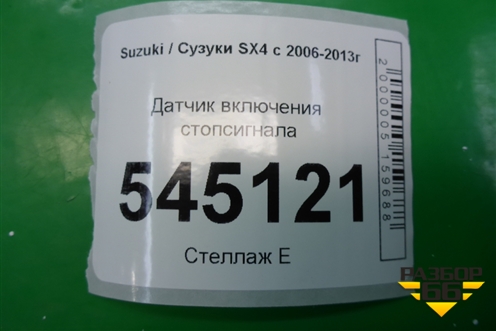 Suzuki / Сузуки SX4 с 2006-2013г
Датчик включения
стопсигнала
545121
Стеллаж Е
2000005159688
РАЗБОР
66